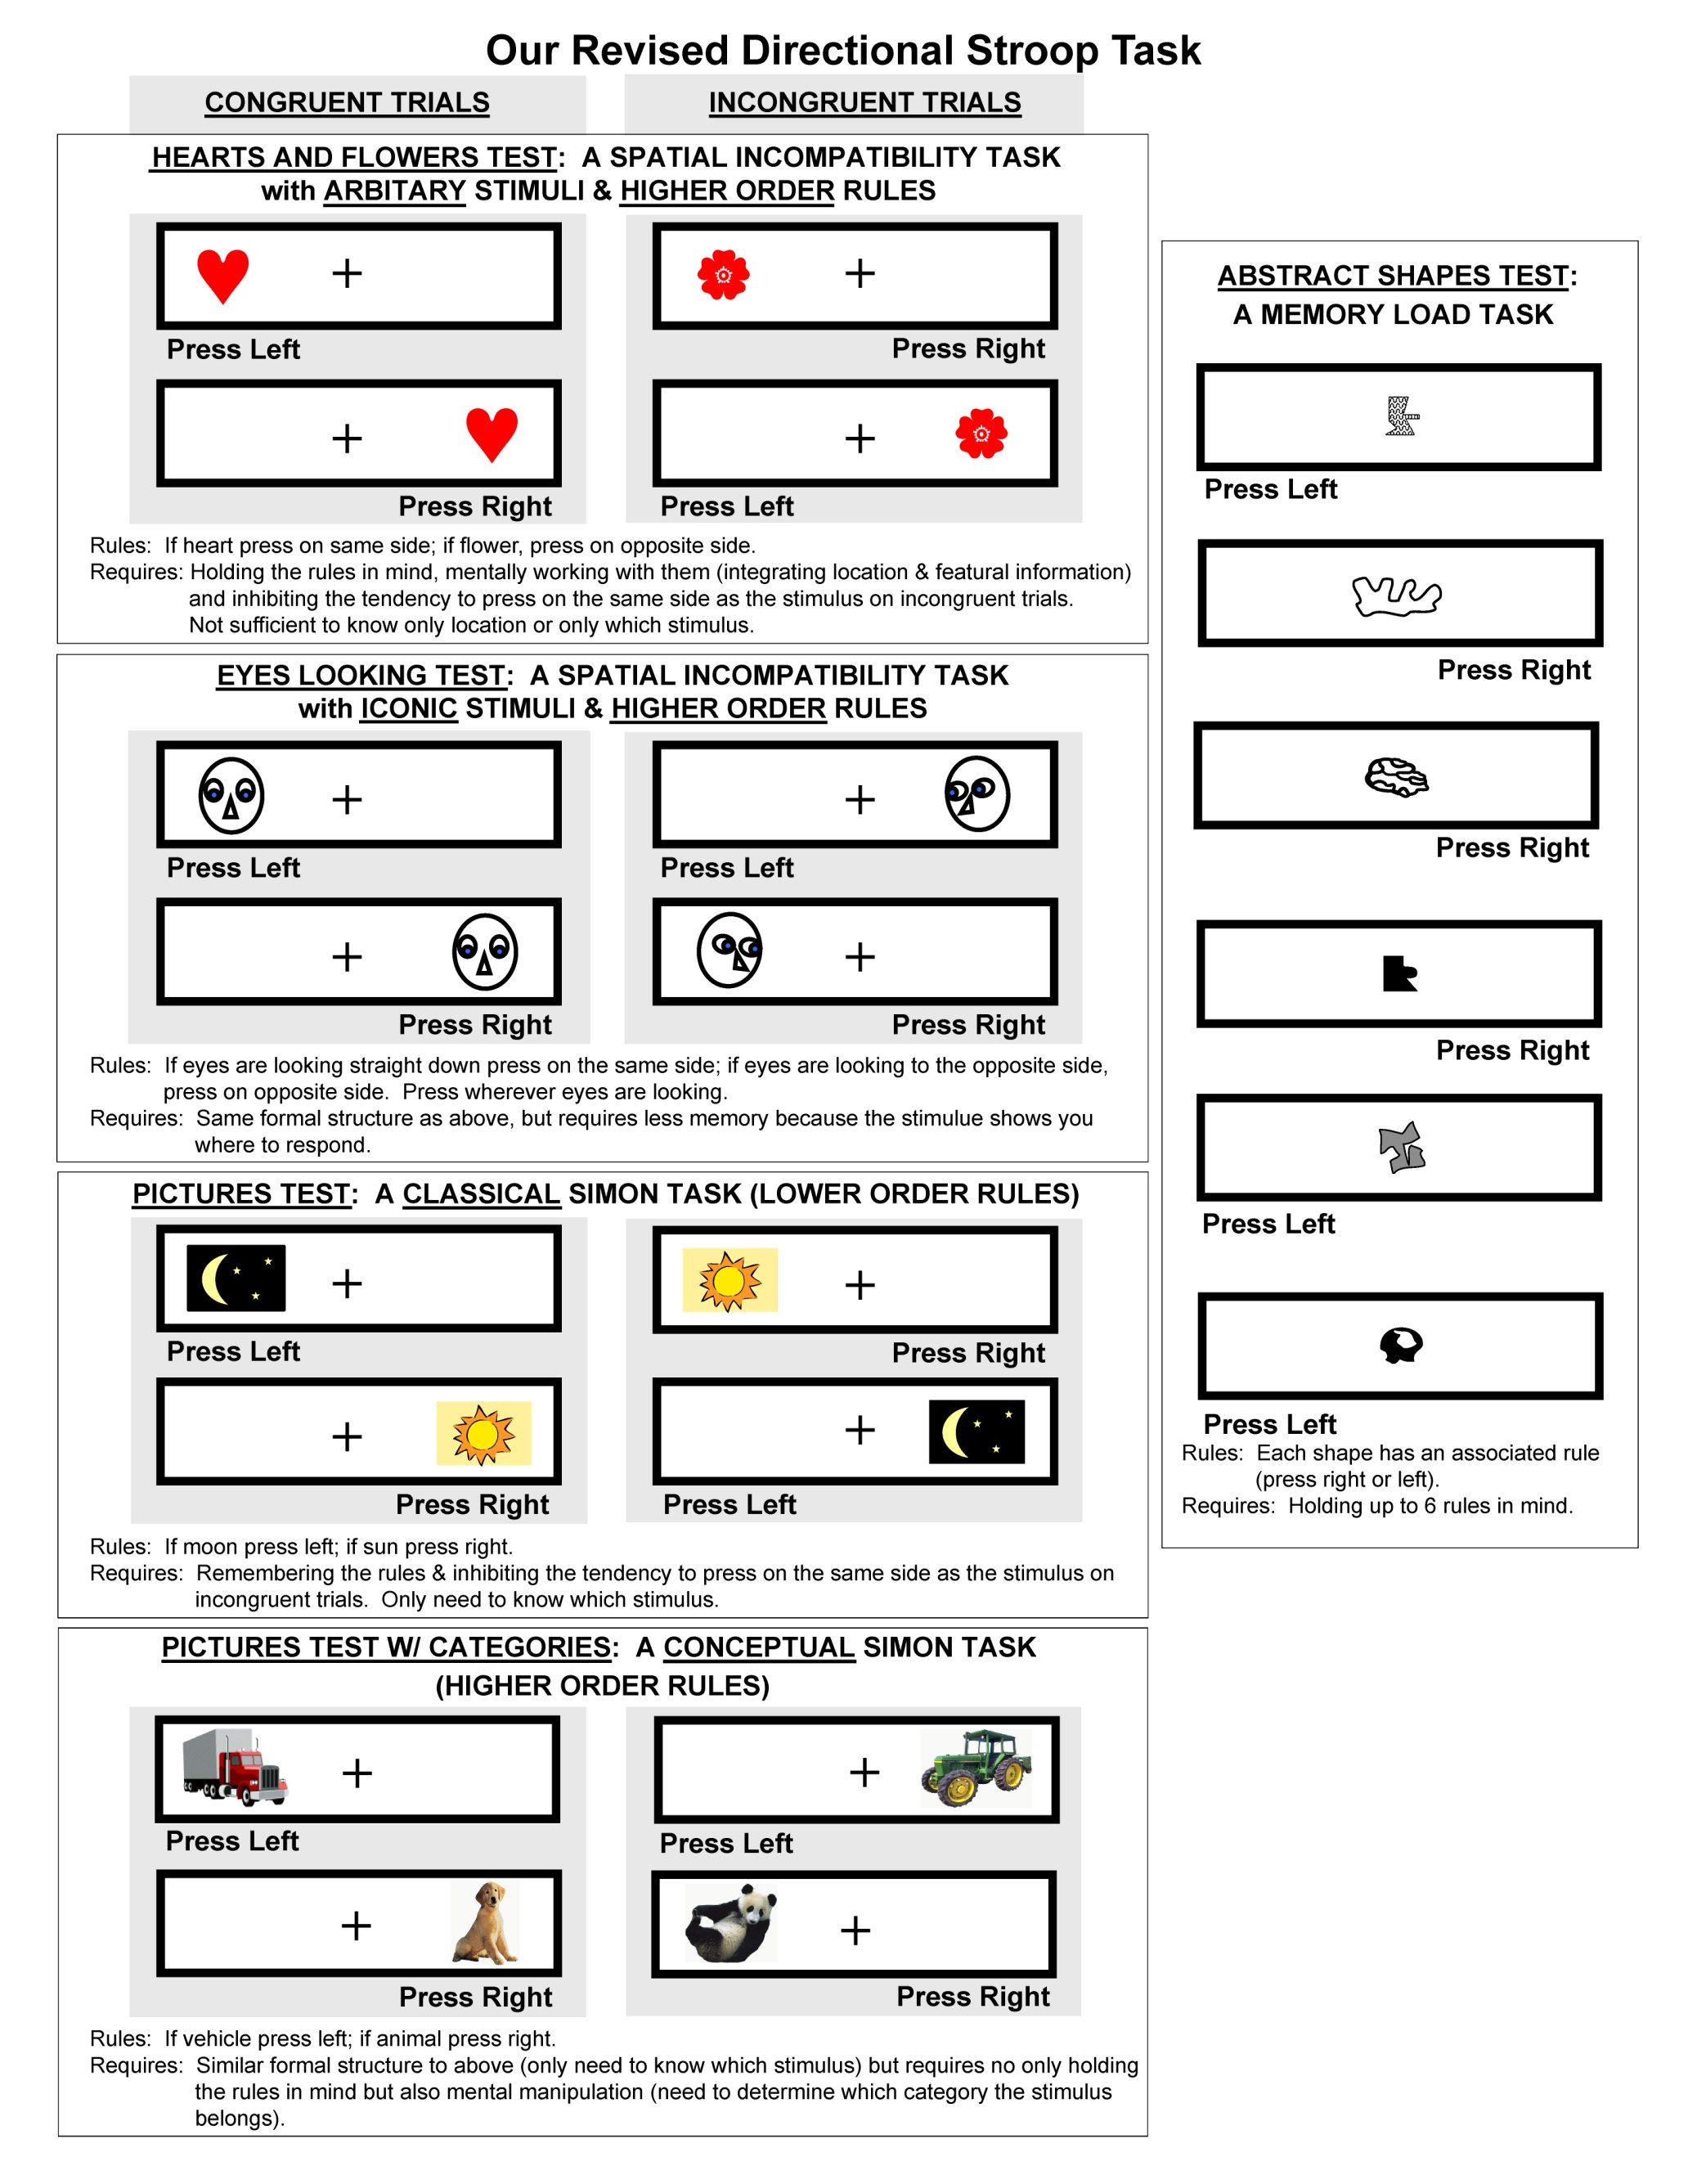 Our Revised Directional Stroop Task
CONGRUENT TRIALS
INCONGRUENT TRIALS
HEARTS AND FLOWERS TEST: A SPATIAL INCOMPATIBILITY TASK
with ARBITARY STIMULI & HIGHER ORDER RULES
+
+
Press Left
Press Right
+
+
Press Right
Press Left
Rules: If heart press on same side; if flower, press on opposite side.
Requires: Holding the rules in mind, mentally working with them (integrating location & featural information)
and inhibiting the tendency to press on the same side as the stimulus on incongruent trials.
Not sufficient to know only location or only which stimulus.
EYES LOOKING TEST: A SPATIAL INCOMPATIBILITY TASK
with ICONIC STIMULI & HIGHER ORDER RULES
+
+
Press Left
Press Left
+
+
Press Right
Press Right
Rules: If eyes are looking straight down press on the same side; if eyes are looking to the opposite side,
press on opposite side. Press wherever eyes are looking.
Requires: Same formal structure as above, but requires less memory because the stimulue shows you
where to respond.
PICTURES TEST: A CLASSICAL SIMON TASK (LOWER ORDER RULES)
+
+
Press Left
Press Right
+
+
Press Right
Press Left
Rules: If moon press left; if sun press right.
Requires: Remembering the rules & inhibiting the tendency to press on the same side as the stimulus on
incongruent trials. Only need to know which stimulus.
PICTURES TEST W/ CATEGORIES: A CONCEPTUAL SIMON TASK
(HIGHER ORDER RULES)
+
+
Press Left
Press Left
+
+
Press Right
Press Right
Rules: If vehicle press left; if animal press right.
Requires: Similar formal structure to above (only need to know which stimulus) but requires no only holding
the rules in mind but also mental manipulation (need to determine which category the stimulus
belongs).
ABSTRACT SHAPES TEST:
A MEMORY LOAD TASK
Press Left
Press Right
Press Right
Press Right
Press Left
Press Left
Rules: Each shape has an associated rule
(press right or left).
Requires: Holding up to 6 rules in mind.